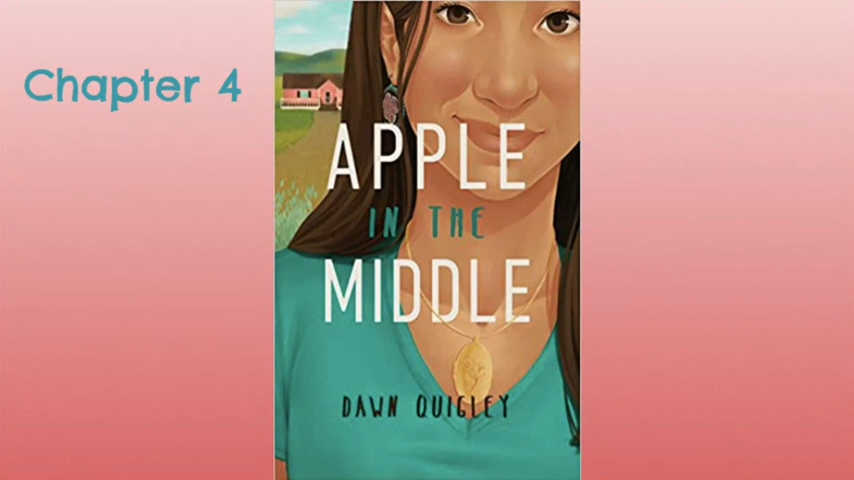 Chapter 4
APPLE
IN THE
MIDDLE
DAWN QUIGLEY